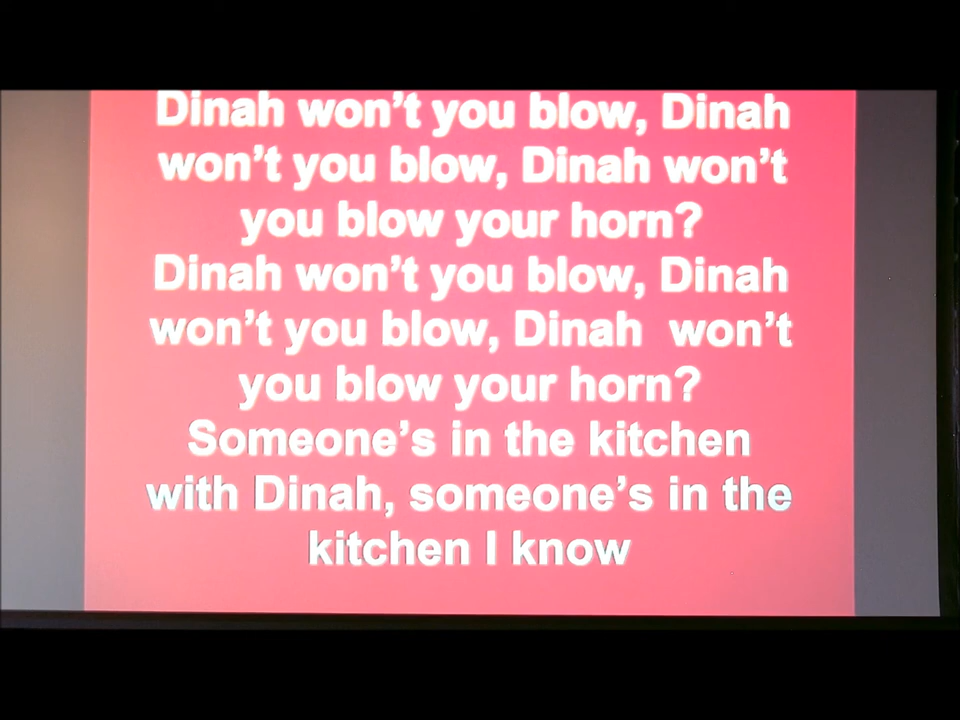 Dinah won't you blow, Dinah
won't you blow, Dinah won't
you blow your horn?
Dinah won't you blow, Dinah
won't you blow, Dinah  won't
you blow your horn?
Someone's in the kitchen
with Dinah, someone's in the
kitchen I know